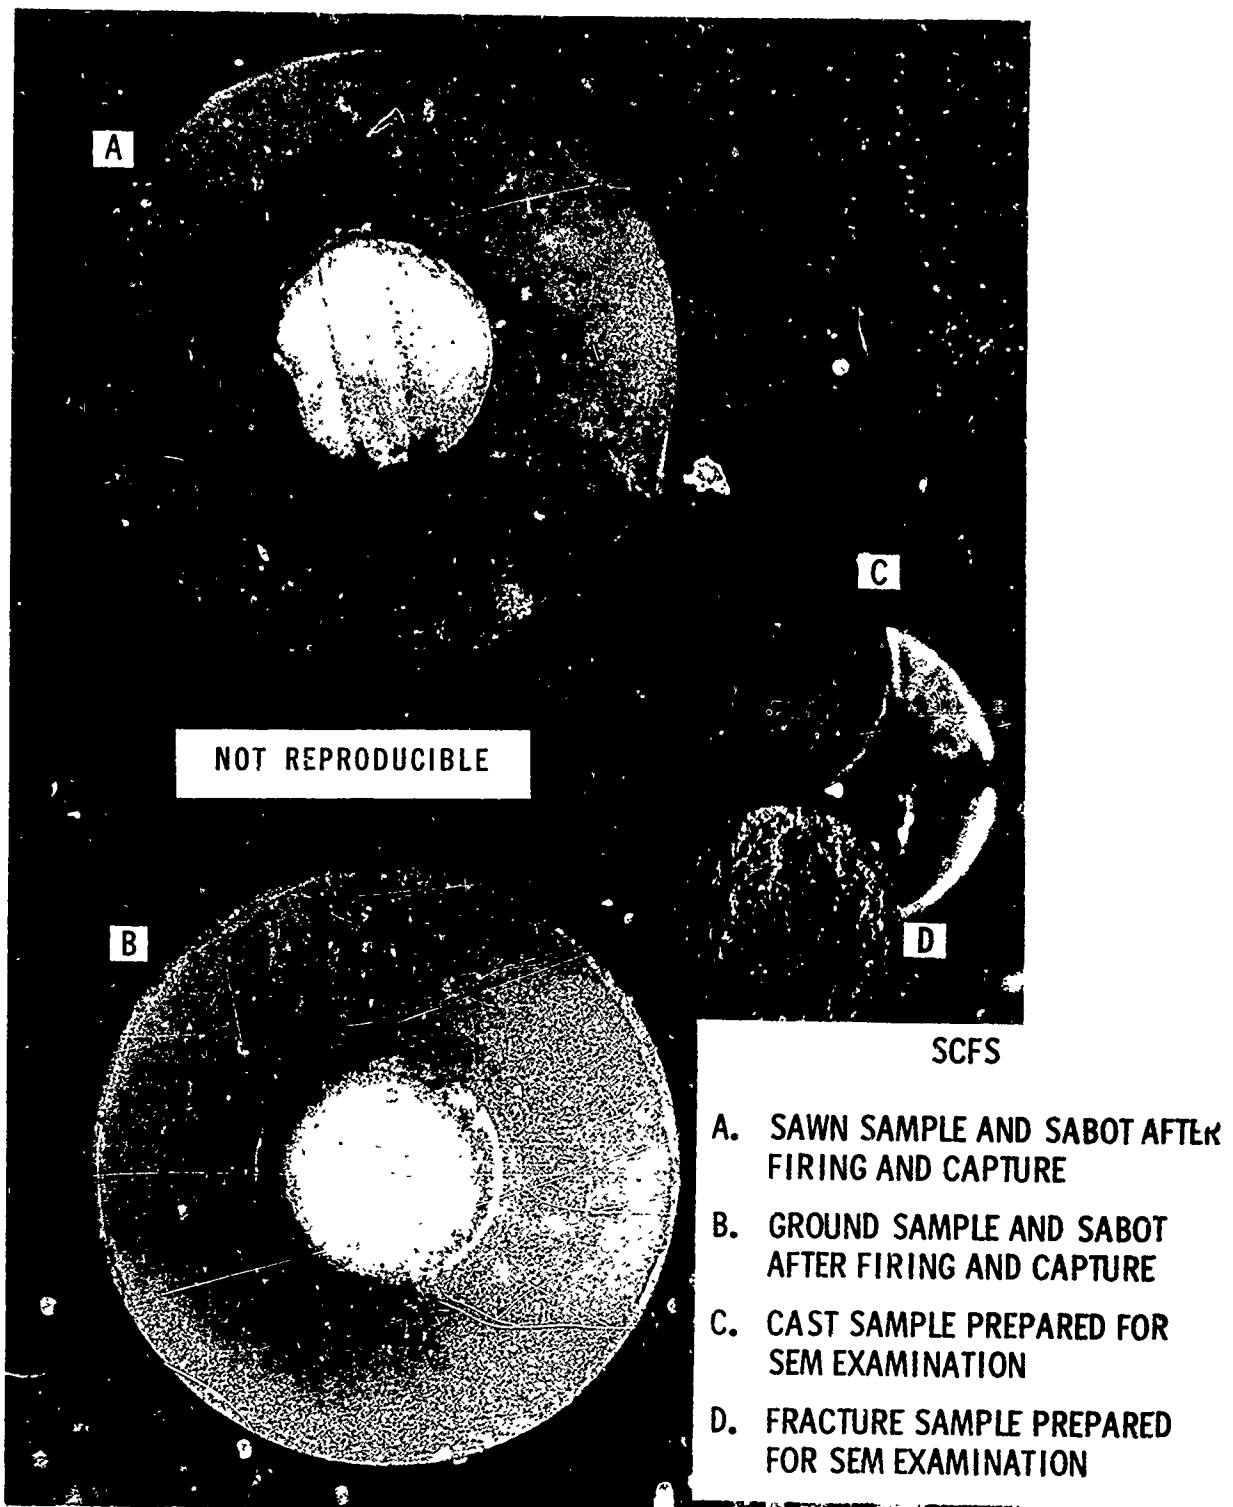 A
C
NOT REPRODUCIBLE
B
D
SCFS
A. SAWN SAMPLE AND SABOT AFTER
FIRING AND CAPTURE
B. GROUND SAMPLE AND SABOT
AFTER FIRING AND CAPTURE
C. CAST SAMPLE PREPARED FOR
SEM EXAMINATION
D. FRACTURE SAMPLE PREPARED
FOR SEM EXAMINATION